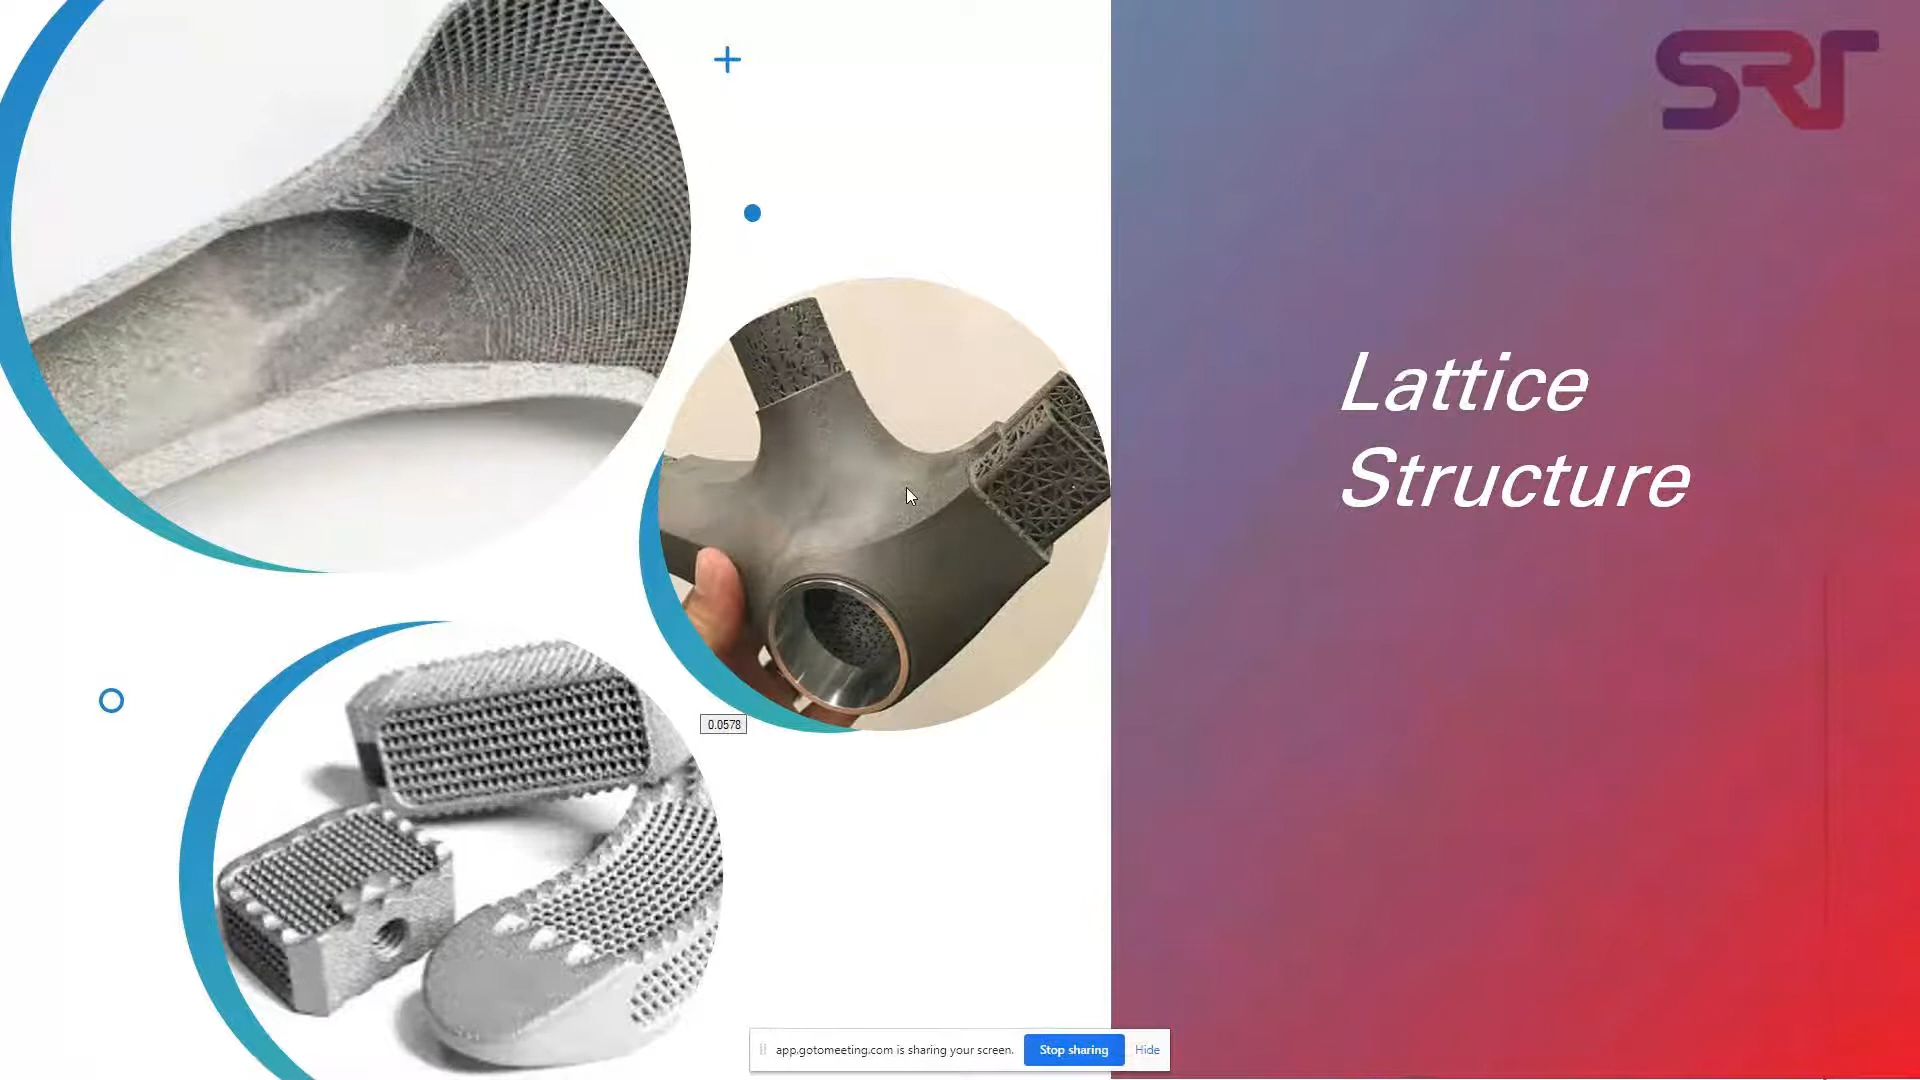 SRT
Lattice
Structure
0.0578
app.gotomeeting.com is sharing your screen.
Stop sharing
Hide